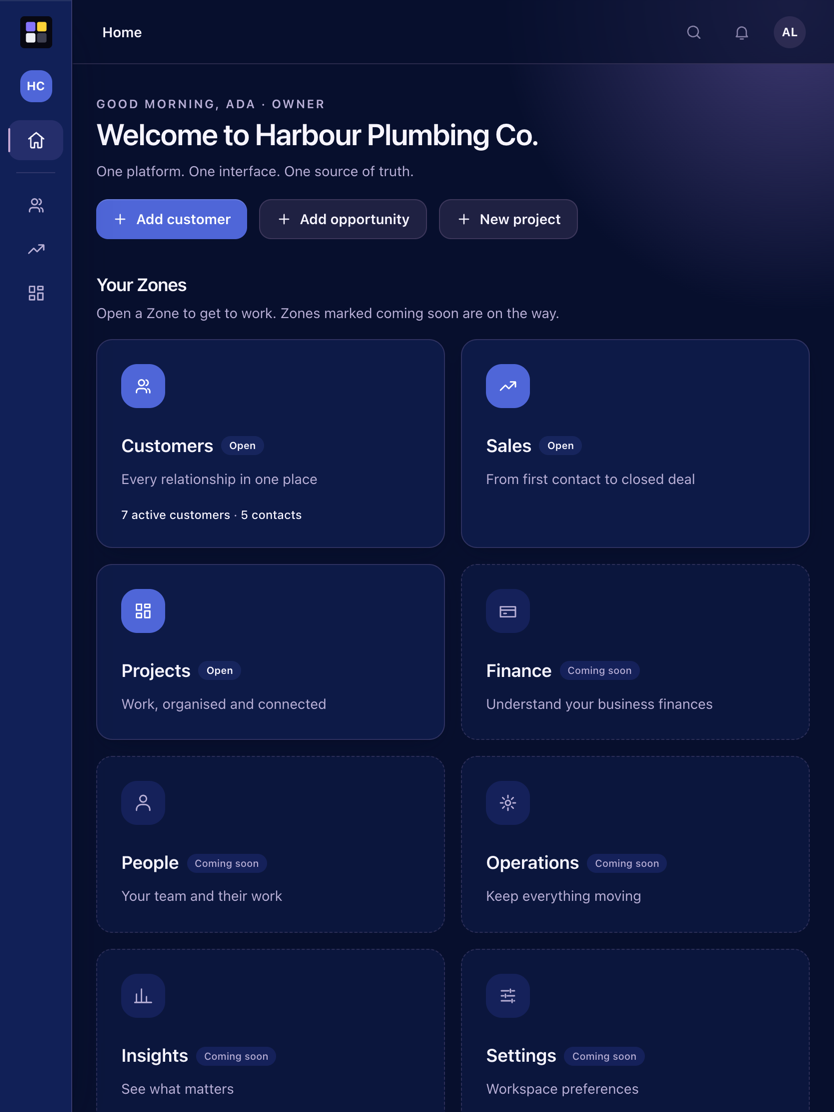 Home
AL
HC
GOOD MORNING, ADA · OWNER
Welcome to Harbour Plumbing Co.
One platform. One interface. One source of truth.
+ Add customer
+ Add opportunity
+ New project
Your Zones
Open a Zone to get to work. Zones marked coming soon are on the way.
Customers Open
Every relationship in one place
7 active customers · 5 contacts
Sales Open
From first contact to closed deal
Projects Open
Work, organised and connected
Finance Coming soon
Understand your business finances
People Coming soon
Your team and their work
Operations Coming soon
Keep everything moving
Insights Coming soon
See what matters
Settings Coming soon
Workspace preferences